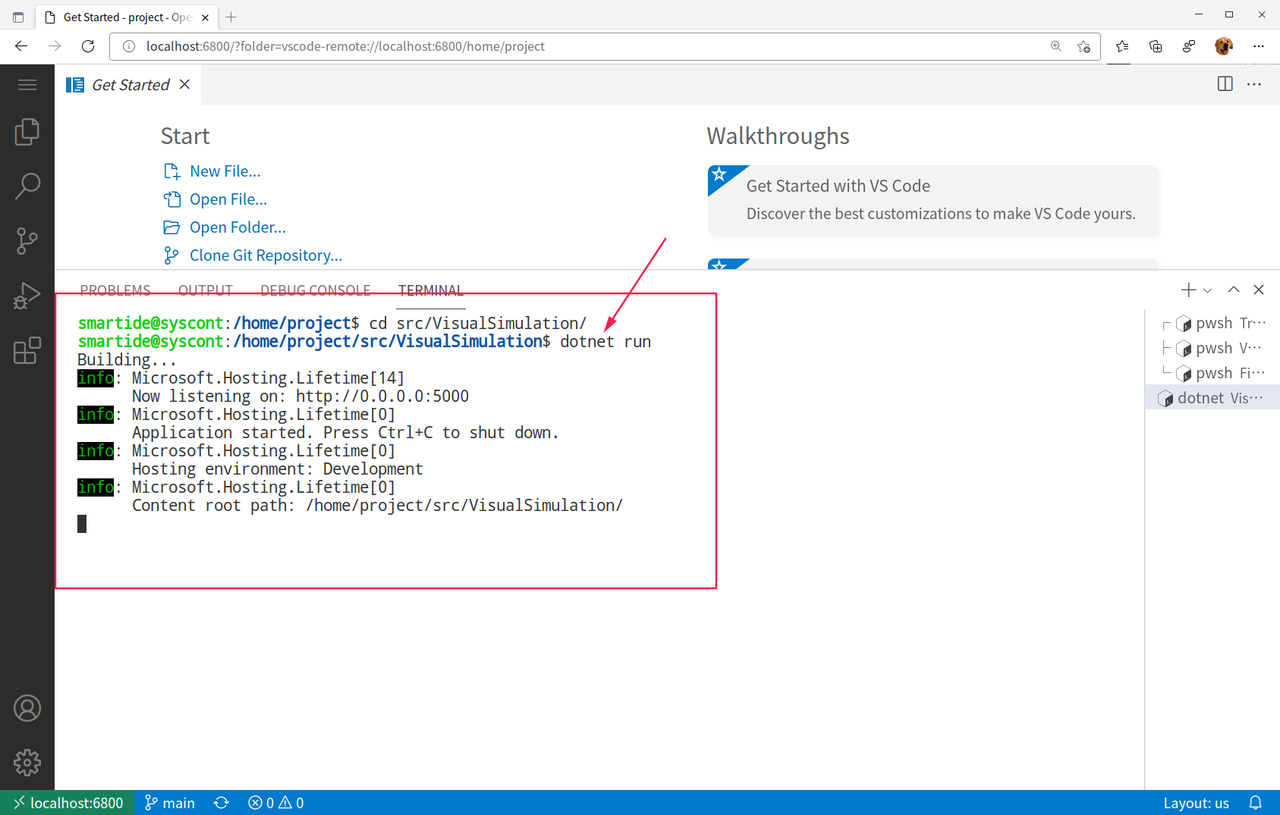 Get Started - project - Ope
localhost:6800/?folder=vscode-remote://localhost:6800/home/project
Get Started
Start
New File...
Open File...
Open Folder...
Clone Git Repository...
Walkthroughs
Get Started with VS Code
Discover the best customizations to make VS Code yours.
PROBLEMS OUTPUT DEBUG CONSOLE TERMINAL
smartide@syscont:/home/project$ cd src/VisualSimulation/
smartide@syscont:/home/project/src/VisualSimulation$ dotnet run
Building...
info: Microsoft.Hosting.Lifetime[14]
Now listening on: http://0.0.0.0:5000
info: Microsoft.Hosting.Lifetime[0]
Application started. Press Ctrl+C to shut down.
info: Microsoft.Hosting.Lifetime[0]
Hosting environment: Development
info: Microsoft.Hosting.Lifetime[0]
Content root path: /home/project/src/VisualSimulation/
pwsh Tr...
pwsh V...
pwsh Fi...
dotnet Vis...
localhost:6800 main 0 0 Layout: us